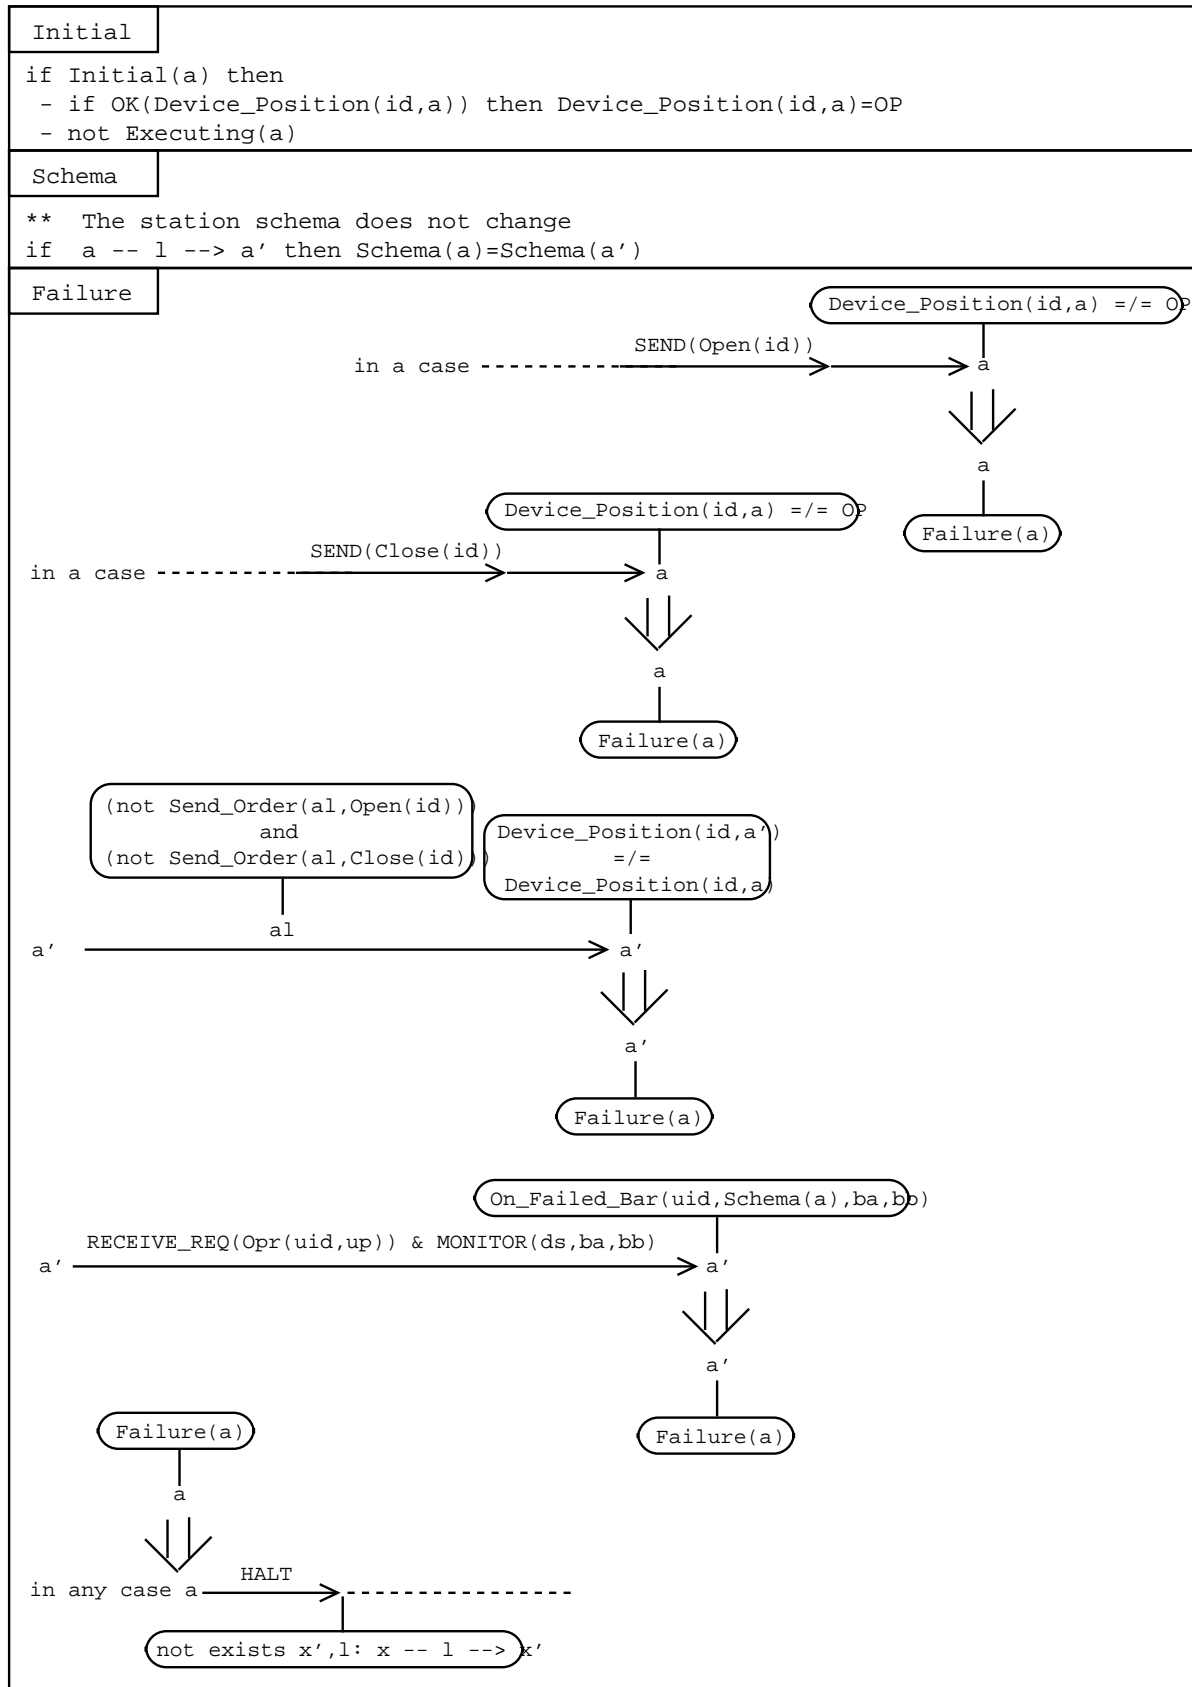 Initial
if Initial(a) then
- if OK(Device_Position(id,a)) then Device_Position(id,a)=OP
- not Executing(a)
Schema
** The station schema does not change
if a -- l --> a' then Schema(a)=Schema(a')
Failure
Device_Position(id,a) =/= OP
SEND(Open(id))
in a case
a
a
Failure(a)
Device_Position(id,a) =/= OP
SEND(Close(id))
in a case
a
a
Failure(a)
(not Send_Order(al,Open(id)))
and
(not Send_Order(al,Close(id)))
Device_Position(id,a')
=/=
Device_Position(id,a)
al
a'
a'
a'
Failure(a)
On_Failed_Bar(uid,Schema(a),ba,bb)
RECEIVE_REQ(Opr(uid,up)) & MONITOR(ds,ba,bb)
a'
a'
a'
Failure(a)
Failure(a)
a
HALT
in any case a
not exists x',l: x -- l --> x'